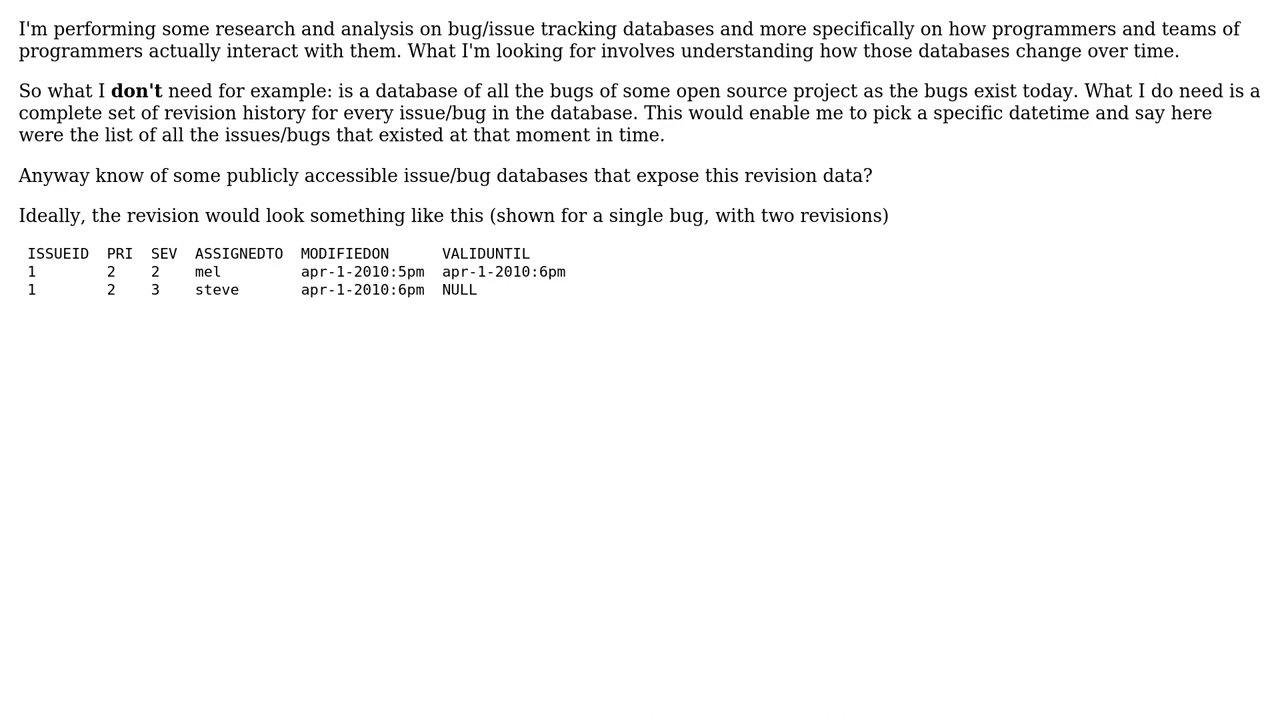 I'm performing some research and analysis on bug/issue tracking databases and more specifically on how programmers and teams of
programmers actually interact with them. What I'm looking for involves understanding how those databases change over time.
So what I don't need for example: is a database of all the bugs of some open source project as the bugs exist today. What I do need is a
complete set of revision history for every issue/bug in the database. This would enable me to pick a specific datetime and say here
were the list of all the issues/bugs that existed at that moment in time.
Anyway know of some publicly accessible issue/bug databases that expose this revision data?
Ideally, the revision would look something like this (shown for a single bug, with two revisions)
ISSUEID  PRI  SEV  ASSIGNEDTO  MODIFIEDON      VALIDUNTIL
1        2    2    mel         apr-1-2010:5pm  apr-1-2010:6pm
1        2    3    steve       apr-1-2010:6pm  NULL